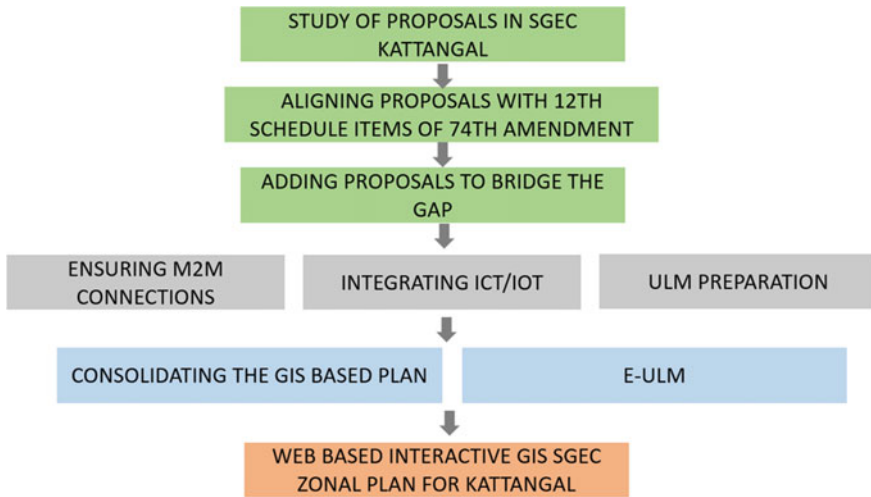 STUDY OF PROPOSALS IN SGEC
KATTANGAL
ALIGNING PROPOSALS WITH 12TH
SCHEDULE ITEMS OF 74TH AMENDMENT
ADDING PROPOSALS TO BRIDGE THE
GAP
ENSURING M2M
CONNECTIONS
INTEGRATING ICT/IOT
ULM PREPARATION
CONSOLIDATING THE GIS BASED PLAN
E-ULM
WEB BASED INTERACTIVE GIS SGEC
ZONAL PLAN FOR KATTANGAL